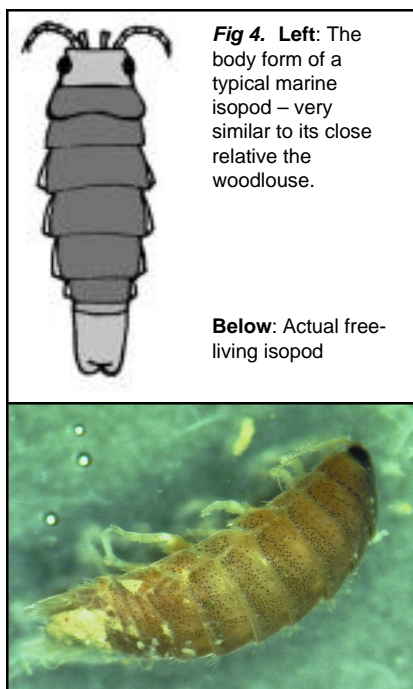 Fig 4. Left: The
body form of a
typical marine
isopod – very
similar to its close
relative the
woodlouse.
Below: Actual free-
living isopod